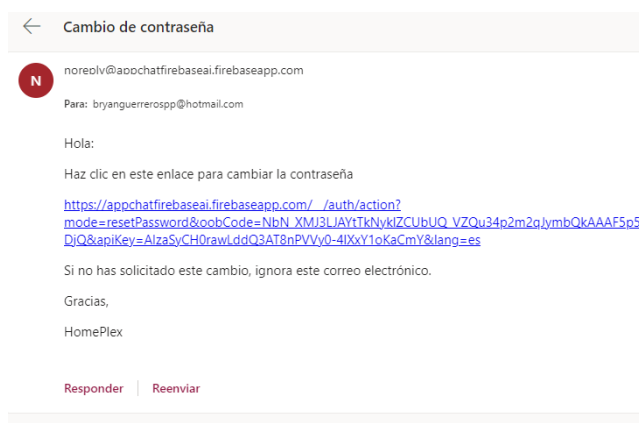 Cambio de contraseña
N
noreply@appchatfirebaseai.firebaseapp.com
Para: bryanguerrerospp@hotmail.com
Hola:
Haz clic en este enlace para cambiar la contraseña
https://appchatfirebaseai.firebaseapp.com/__/auth/action?
mode=resetPassword&oobCode=NbN_XMJ3LJAYtTkNyklZCUbUQ_VZQu34p2m2qJymbQkAAAF5p5
DjQ&apiKey=AIzaSyCH0rawLddQ3AT8nPVVy0-4IXxY1oKaCmY&lang=es
Si no has solicitado este cambio, ignora este correo electrónico.
Gracias,
HomePlex
Responder
Reenviar